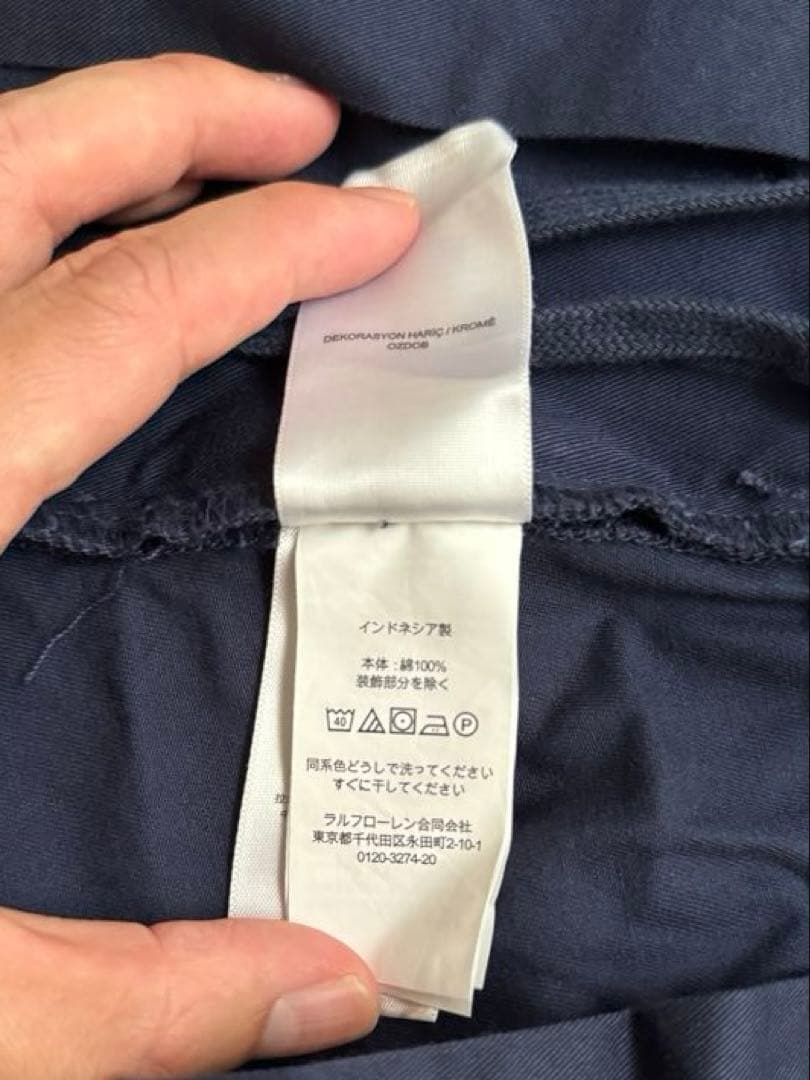 DEKORASYON HARİÇ / KROMĚ
OZDOB
インドネシア製
本体 : 綿100%
装飾部分を除く
40
P
同系色どうしで洗ってください
すぐに干してください
ラルフローレン合同会社
東京都千代田区永田町2-10-1
0120-3274-20